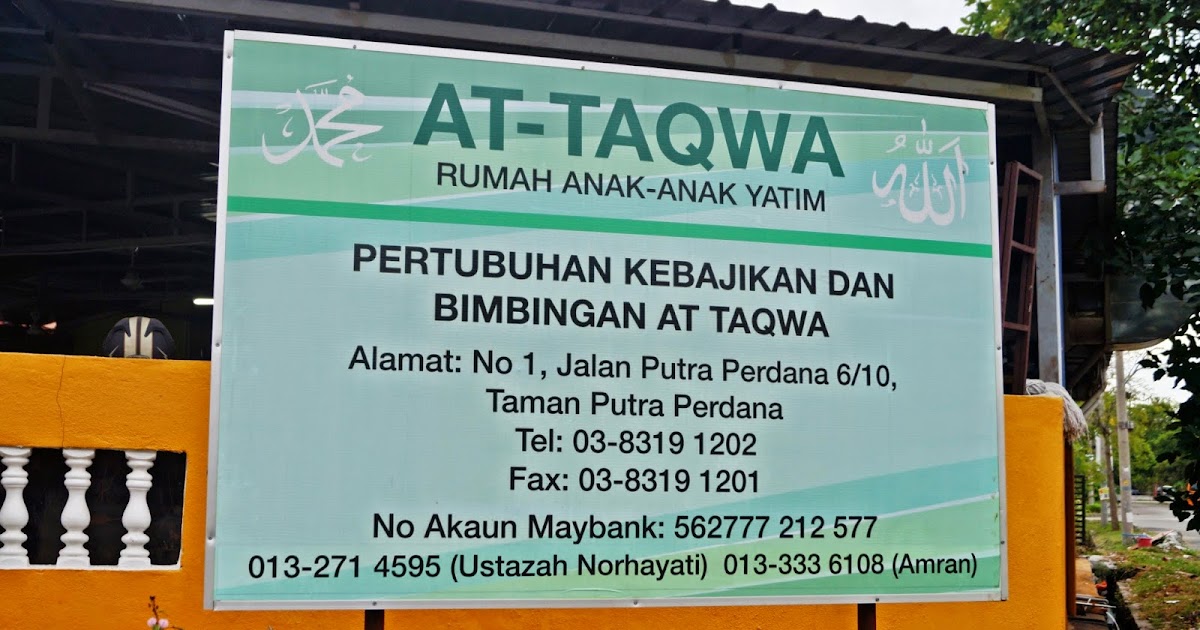 محمد
AT-TAQWA
الله
RUMAH ANAK-ANAK YATIM
PERTUBUHAN KEBAJIKAN DAN
BIMBINGAN AT TAQWA
Alamat: No 1, Jalan Putra Perdana 6/10,
Taman Putra Perdana
Tel: 03-8319 1202
Fax: 03-8319 1201
No Akaun Maybank: 562777 212 577
013-271 4595 (Ustazah Norhayati) 013-333 6108 (Amran)